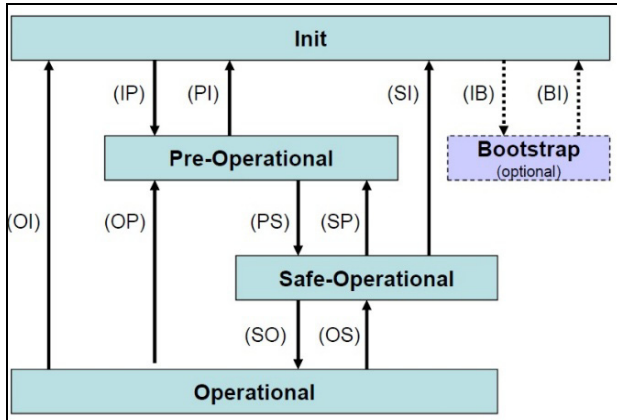 Init
(IP)
(PI)
(SI)
(IB)
(BI)
Pre-Operational
Bootstrap
(optional)
(OI)
(OP)
(PS)
(SP)
Safe-Operational
(SO)
(OS)
Operational